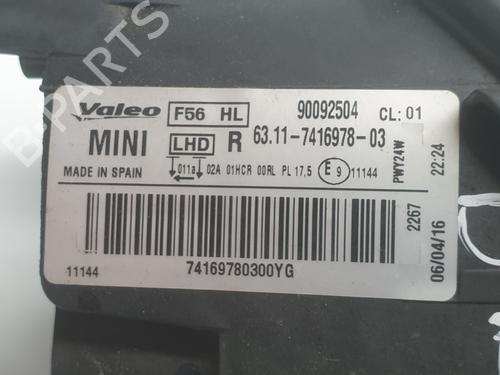 Valeo F56 HL 90092504 CL: 01
MINI LHD R 63.11-7416978-03
MADE IN SPAIN 011a 02A 01HCR 00RL PL 17,5 E 9 11144
PWY24W
2267
22:24
06/04/16
11144 74169780300YG